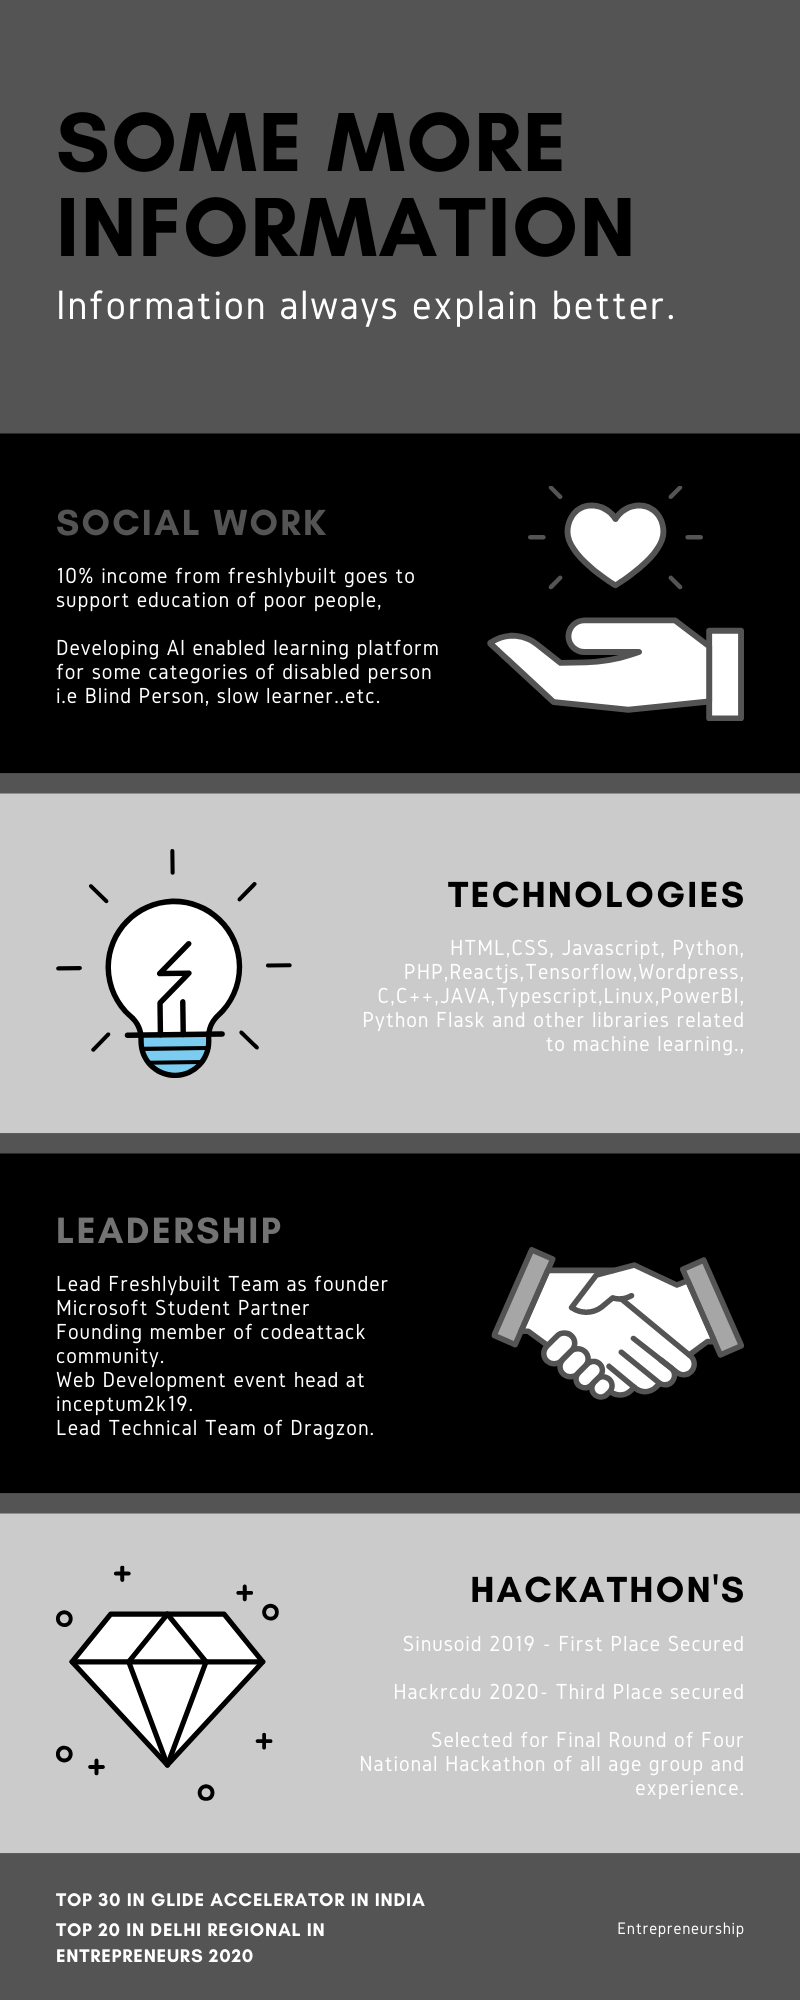 SOME MORE
INFORMATION
Information always explain better.
SOCIAL WORK
10% income from freshlybuilt goes to
support education of poor people,
Developing AI enabled learning platform
for some categories of disabled person
i.e Blind Person, slow learner..etc.
TECHNOLOGIES
HTML,CSS, Javascript, Python,
PHP,Reactjs,Tensorflow,Wordpress,
C,C++,JAVA,Typescript,Linux,PowerBI,
Python Flask and other libraries related
to machine learning.,
LEADERSHIP
Lead Freshlybuilt Team as founder
Microsoft Student Partner
Founding member of codeattack
community.
Web Development event head at
inceptum2k19.
Lead Technical Team of Dragzon.
HACKATHON'S
Sinusoid 2019 - First Place Secured
Hackrcdu 2020- Third Place secured
Selected for Final Round of Four
National Hackathon of all age group and
experience.
TOP 30 IN GLIDE ACCELERATOR IN INDIA
TOP 20 IN DELHI REGIONAL IN
ENTREPRENEURS 2020
Entrepreneurship